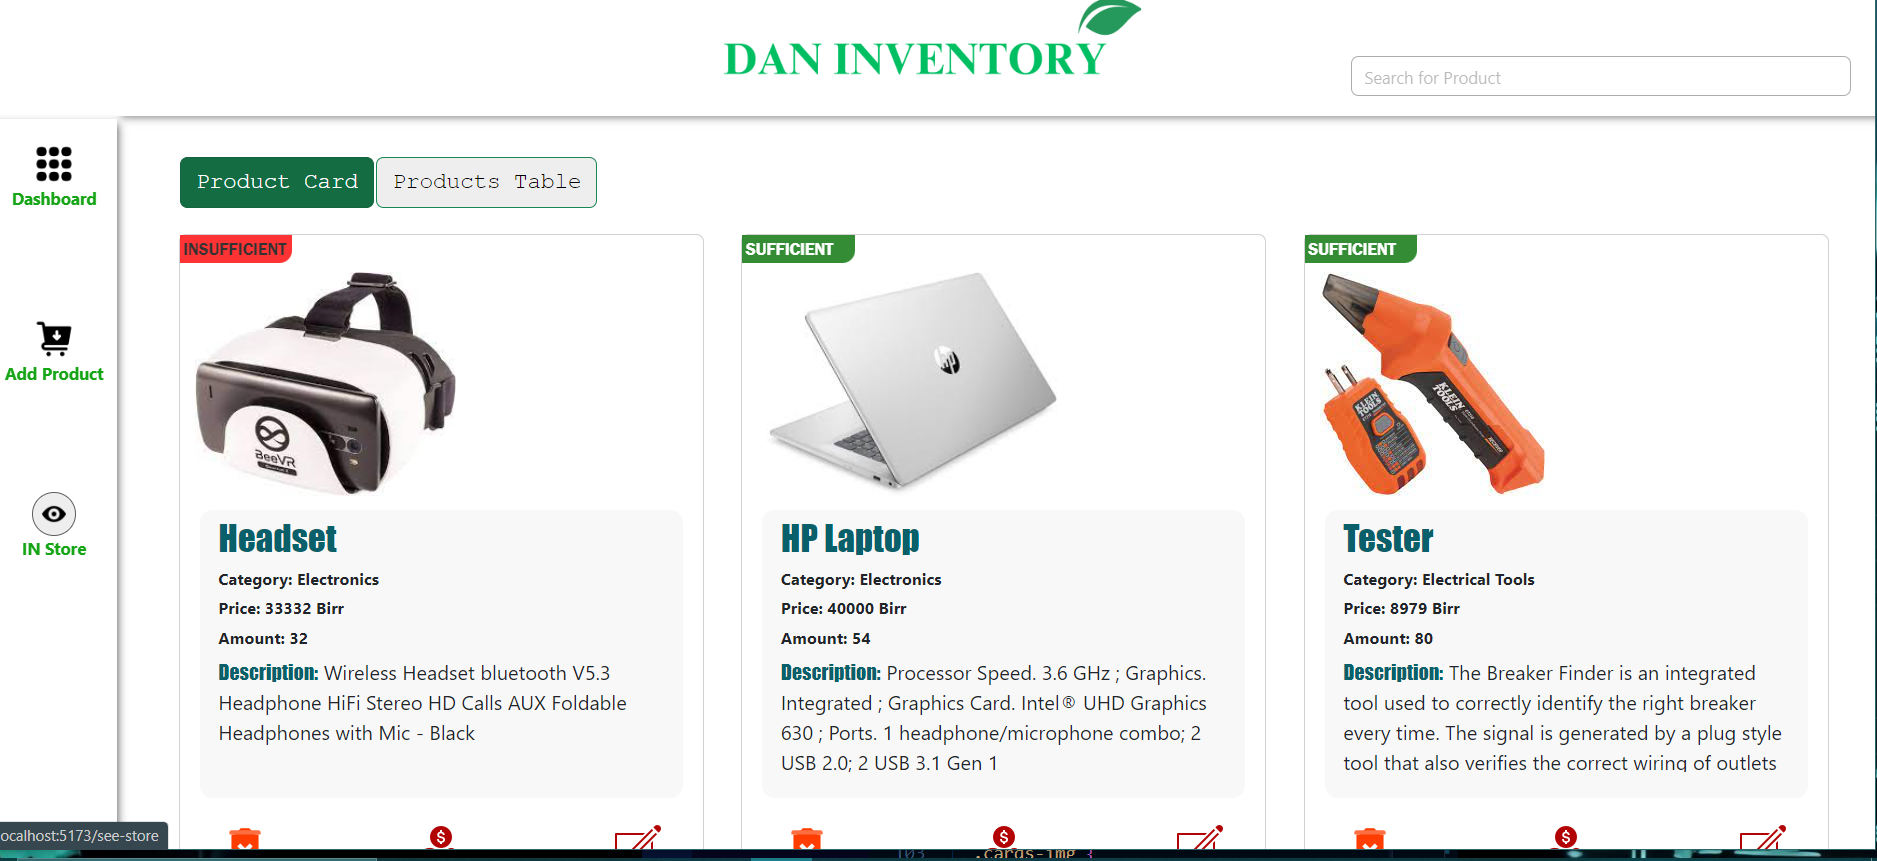 DAN INVENTORY
Search for Product
Dashboard
Add Product
IN Store
Product Card
Products Table
INSUFFICIENT
BeeVR
Headset
Category: Electronics
Price: 33332 Birr
Amount: 32
Description: Wireless Headset bluetooth V5.3
Headphone HiFi Stereo HD Calls AUX Foldable
Headphones with Mic - Black
SUFFICIENT
hp
HP Laptop
Category: Electronics
Price: 40000 Birr
Amount: 54
Description: Processor Speed. 3.6 GHz ; Graphics.
Integrated ; Graphics Card. Intel® UHD Graphics
630 ; Ports. 1 headphone/microphone combo; 2
USB 2.0; 2 USB 3.1 Gen 1
SUFFICIENT
KLEIN
TOOLS
KLEIN
TOOLS
Tester
Category: Electrical Tools
Price: 8979 Birr
Amount: 80
Description: The Breaker Finder is an integrated
tool used to correctly identify the right breaker
every time. The signal is generated by a plug style
tool that also verifies the correct wiring of outlets
$
$
$
ocalhost:5173/see-store
103 .cards-img {